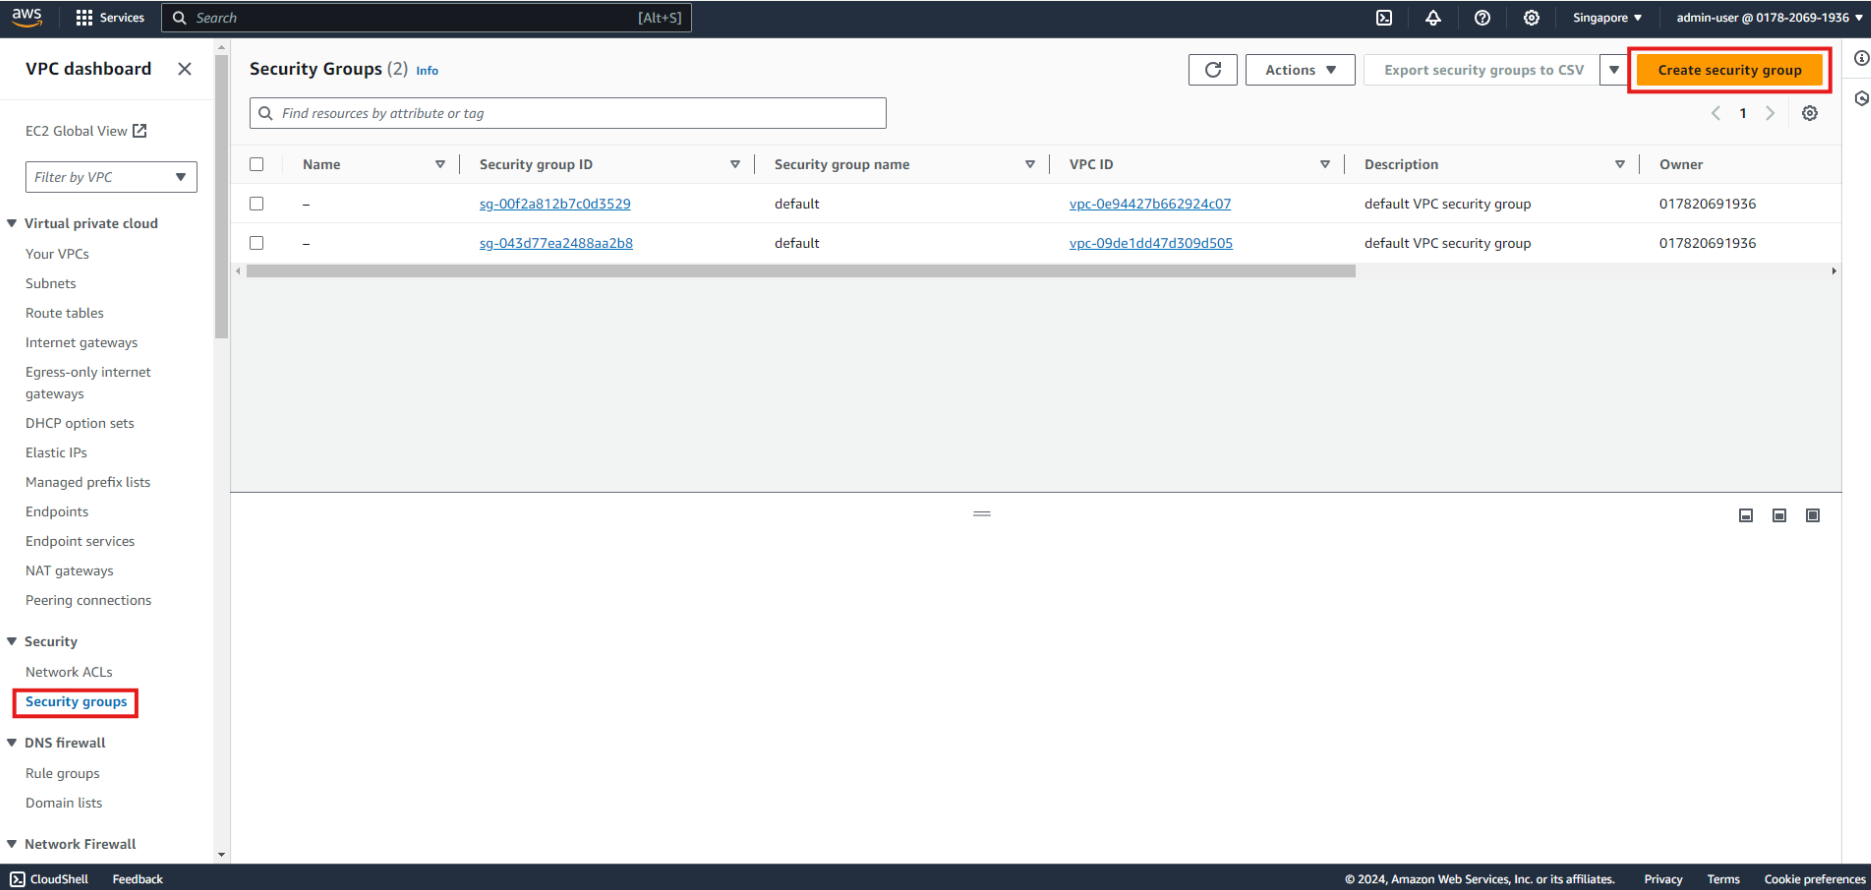 aws
Services
Search [Alt+S]
Singapore
admin-user @ 0178-2069-1936
VPC dashboard
EC2 Global View
Filter by VPC
Virtual private cloud
Your VPCs
Subnets
Route tables
Internet gateways
Egress-only internet
gateways
DHCP option sets
Elastic IPs
Managed prefix lists
Endpoints
Endpoint services
NAT gateways
Peering connections
Security
Network ACLs
Security groups
DNS firewall
Rule groups
Domain lists
Network Firewall
Security Groups (2) Info
Actions
Export security groups to CSV
Create security group
Find resources by attribute or tag
1
Name Security group ID Security group name VPC ID Description Owner
– sg-00f2a812b7c0d3529 default vpc-0e94427b662924c07 default VPC security group 017820691936
– sg-043d77ea2488aa2b8 default vpc-09de1dd47d309d505 default VPC security group 017820691936
CloudShell Feedback
© 2024, Amazon Web Services, Inc. or its affiliates. Privacy Terms Cookie preferences